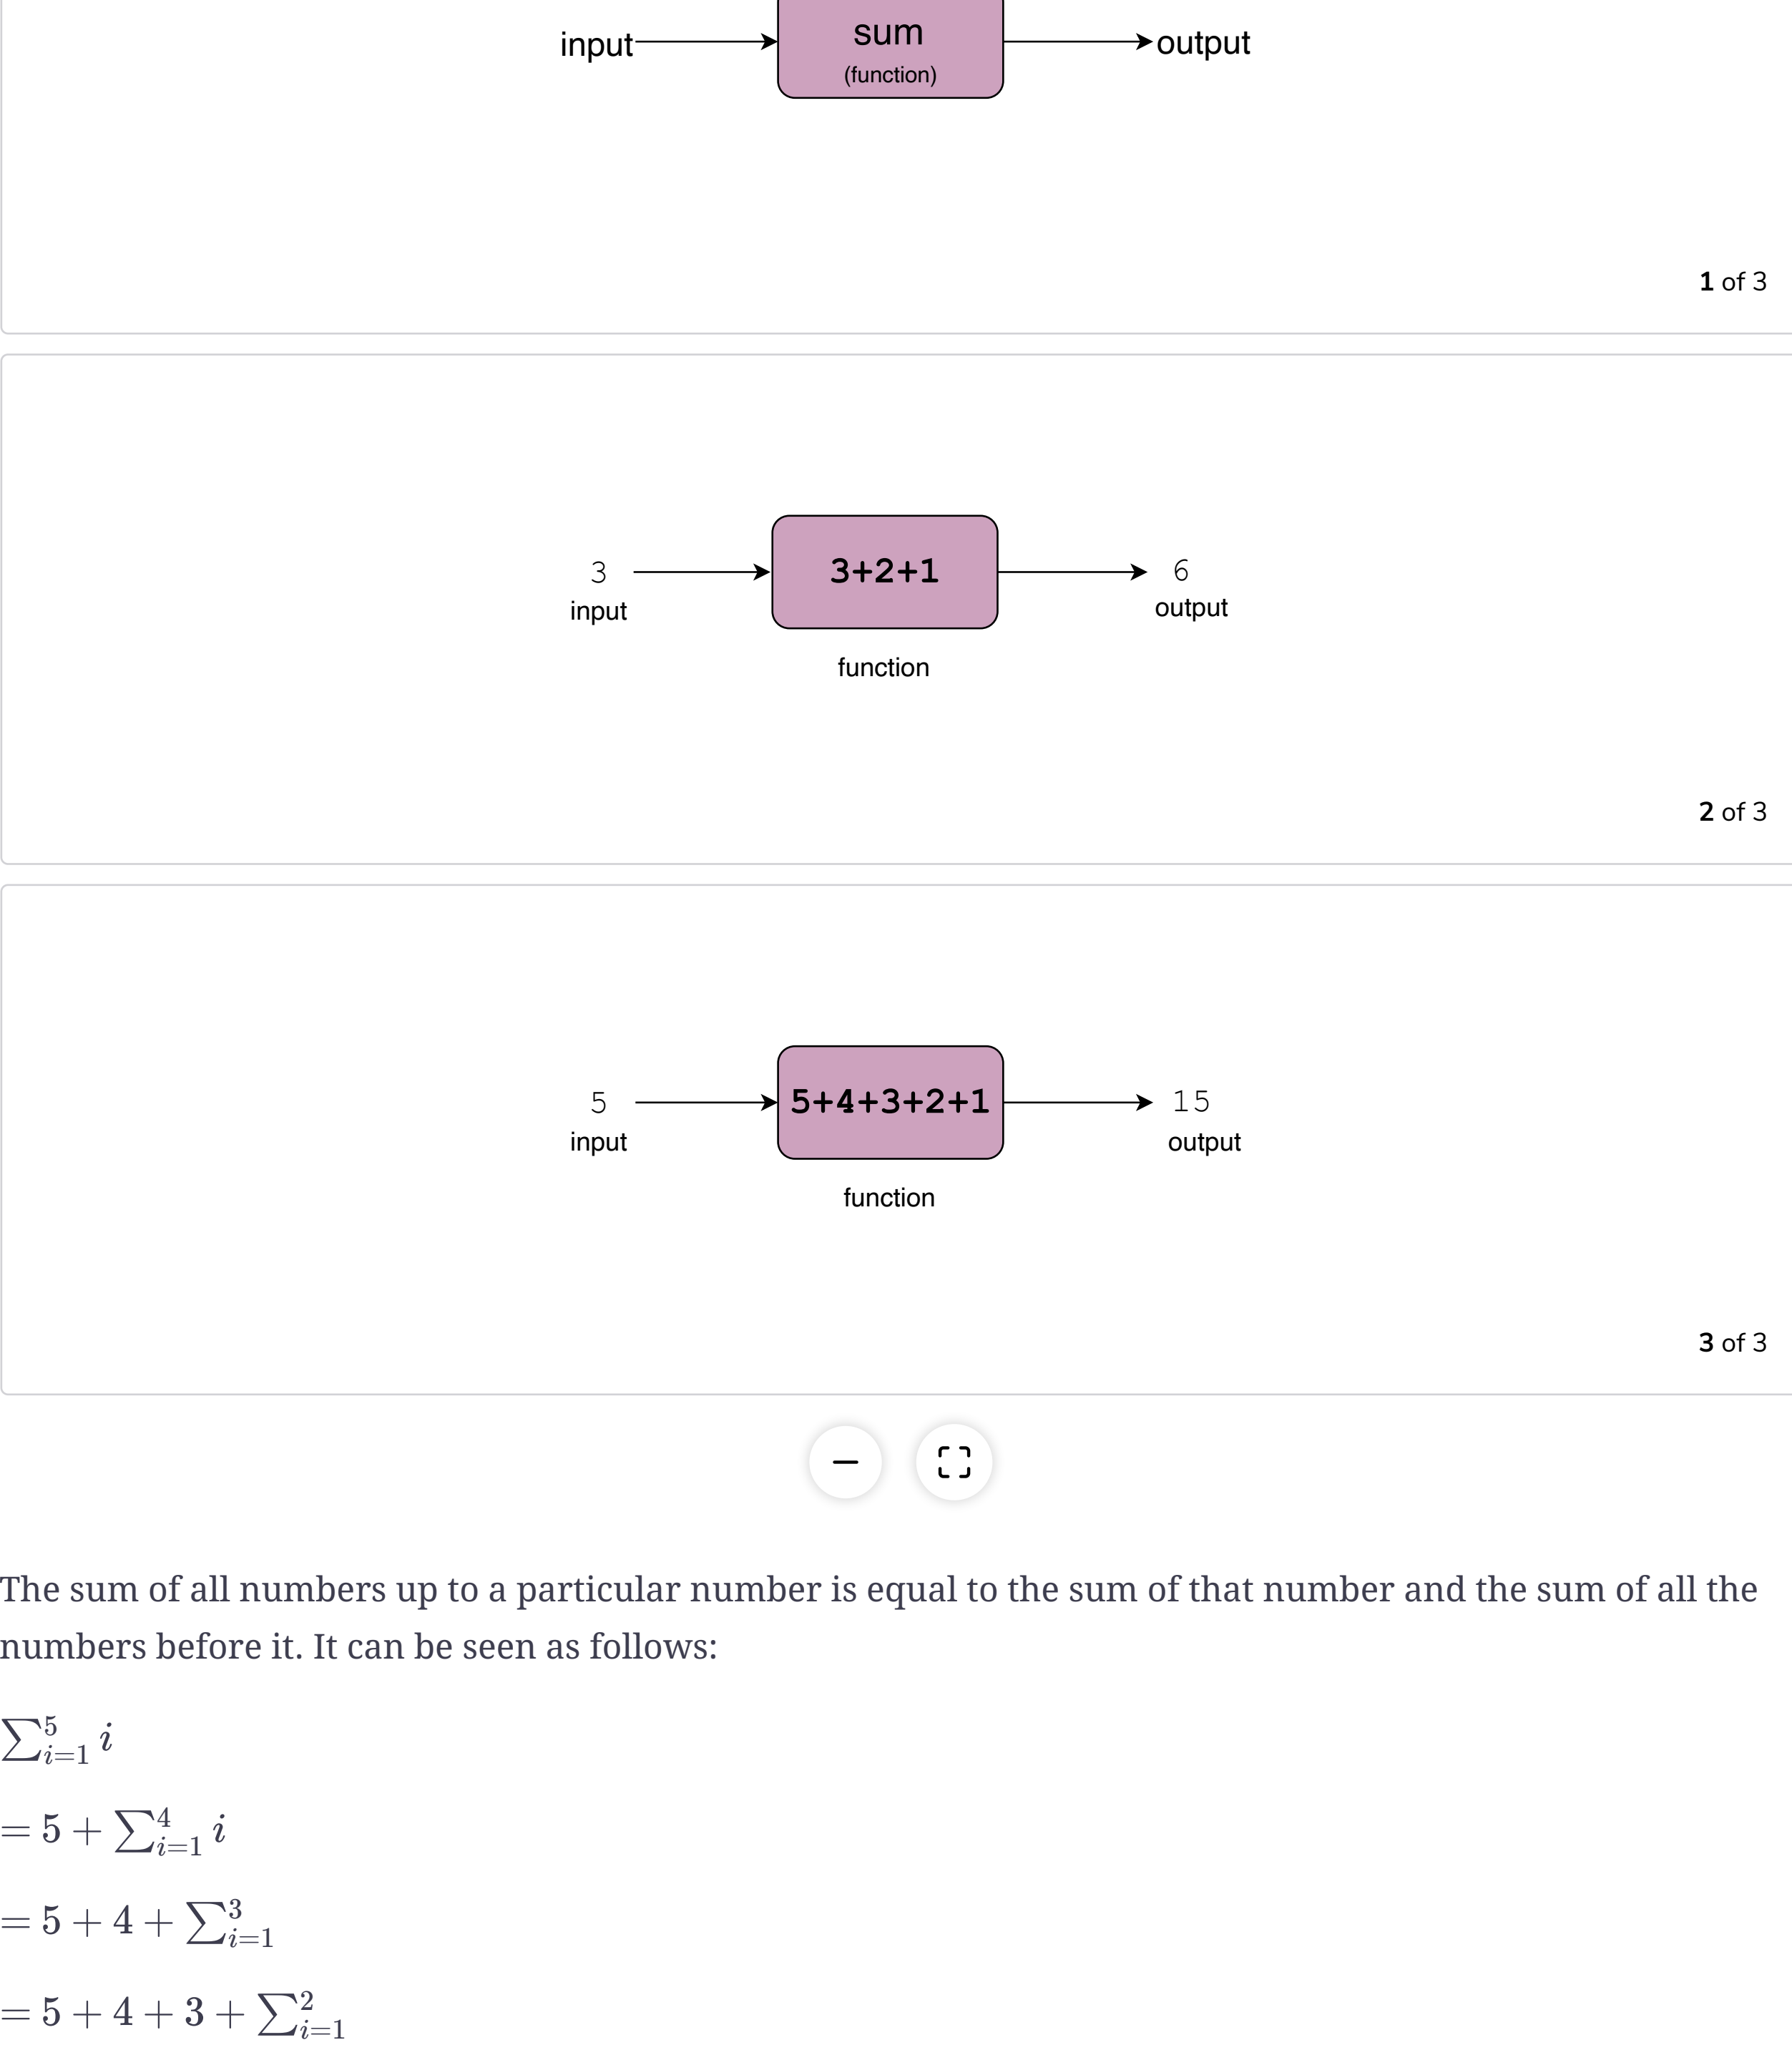 input
sum
output
(function)
1 of 3
3
3+2+1
6
input
output
function
2 of 3
5
5+4+3+2+1
15
input
output
function
3 of 3
The sum of all numbers up to a particular number is equal to the sum of that number and the sum of all the
numbers before it. It can be seen as follows:
∑_{i=1}^{5} i
= 5 + ∑_{i=1}^{4} i
= 5 + 4 + ∑_{i=1}^{3}
= 5 + 4 + 3 + ∑_{i=1}^{2}